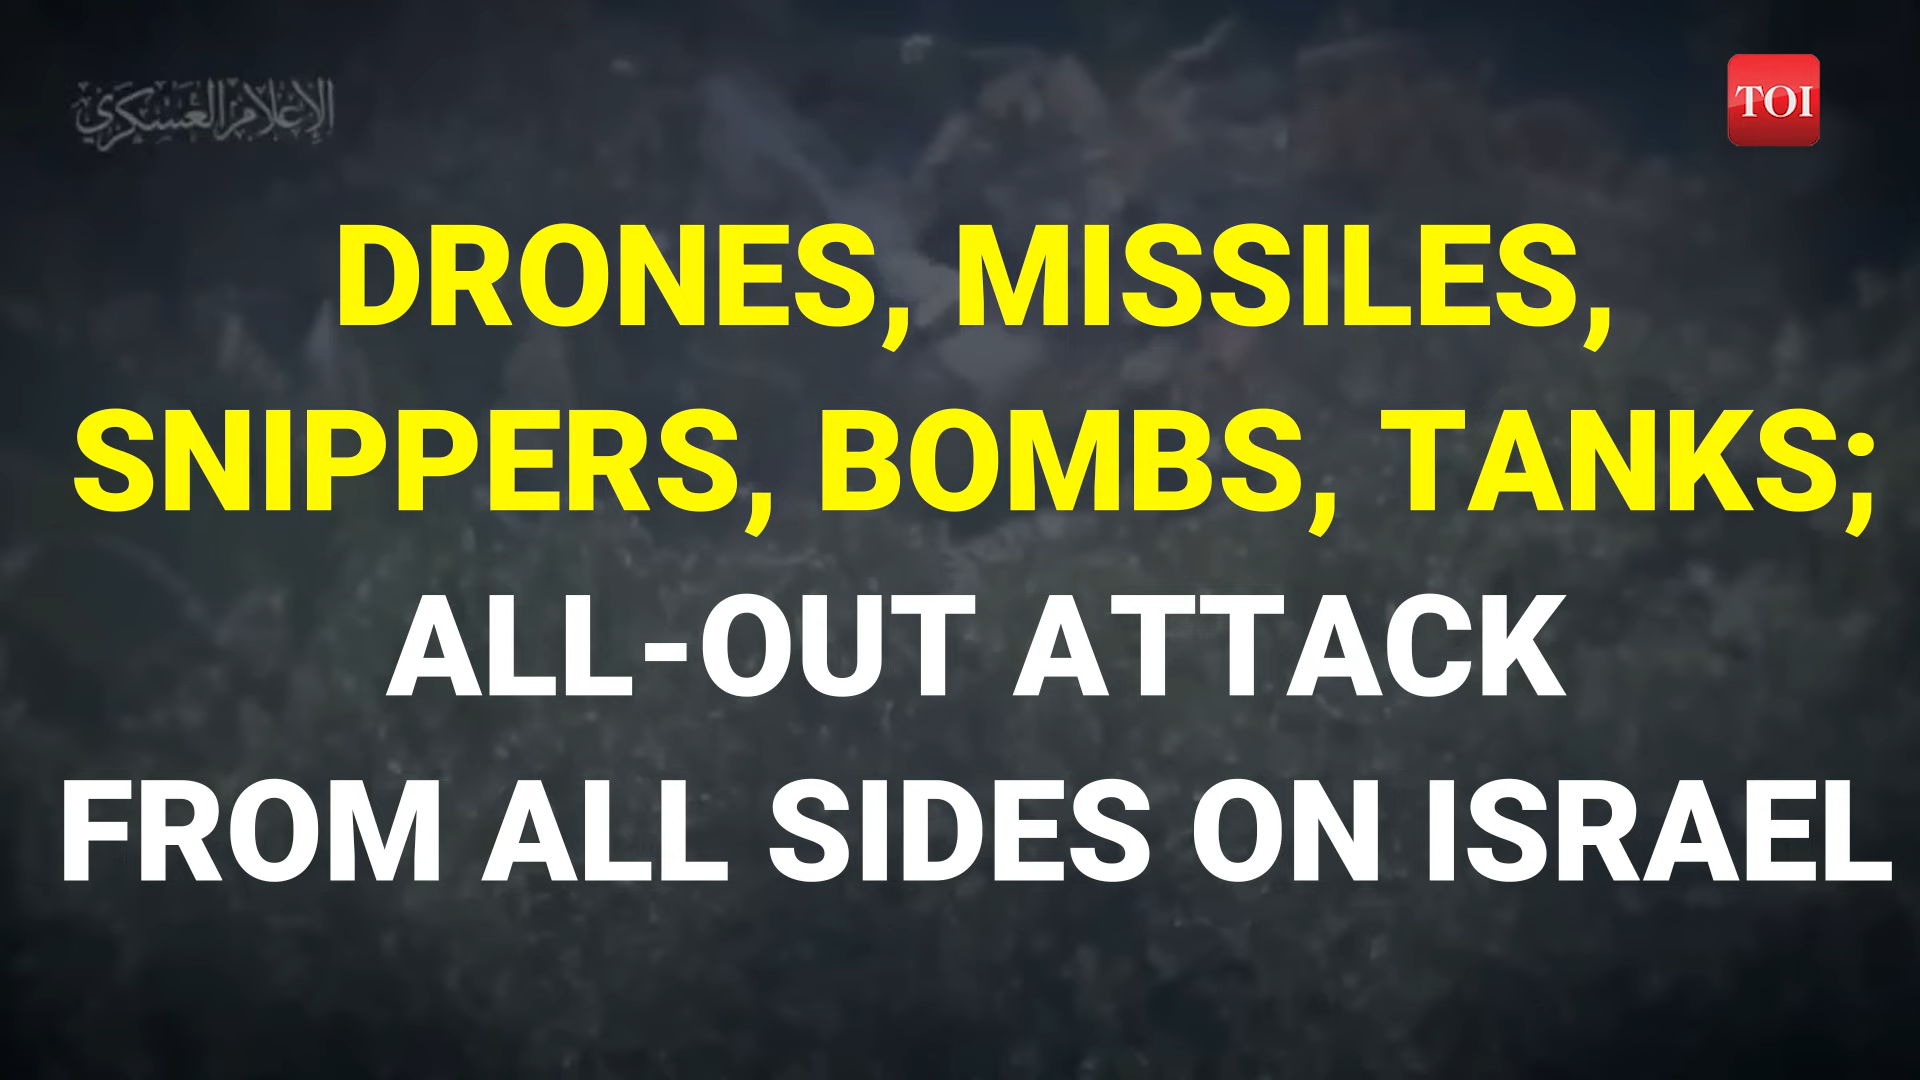 الإعلام العسكري
TOI
DRONES, MISSILES,
SNIPPERS, BOMBS, TANKS;
ALL-OUT ATTACK
FROM ALL SIDES ON ISRAEL